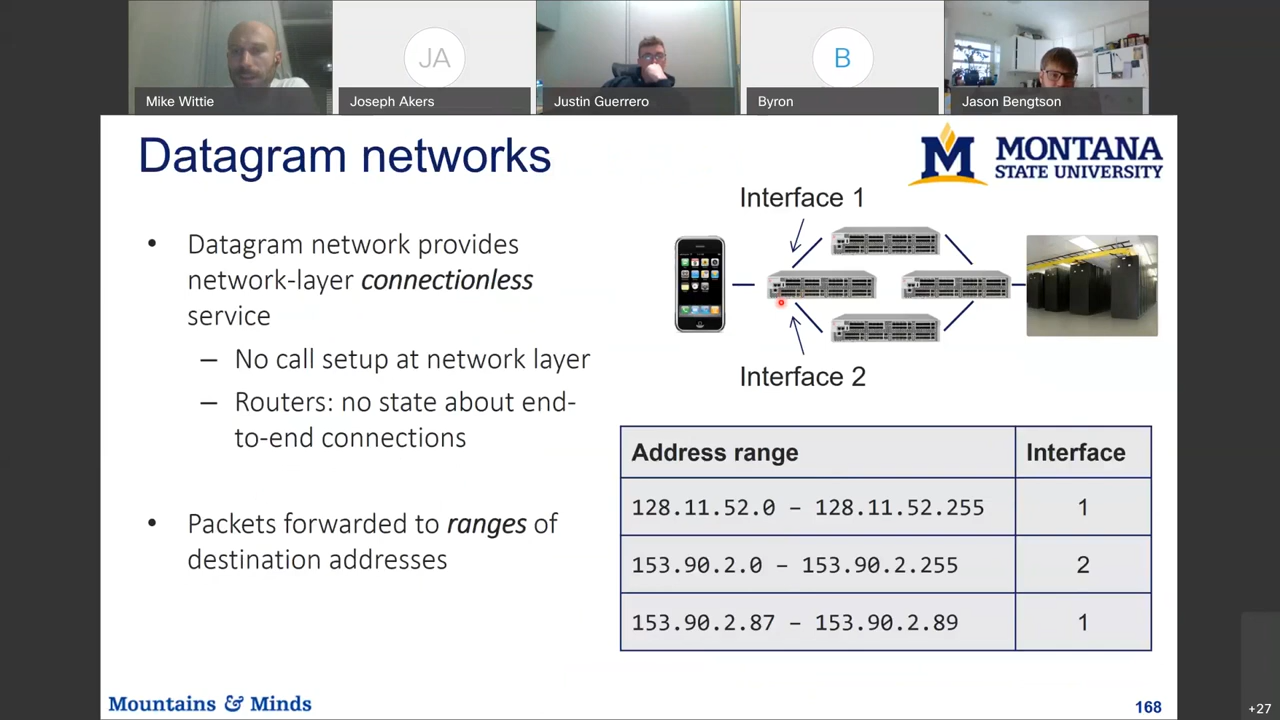 JA
B
Mike Wittie
Joseph Akers
Justin Guerrero
Byron
Jason Bengtson
Datagram networks
MONTANA
STATE UNIVERSITY
• Datagram network provides
network-layer connectionless
service
– No call setup at network layer
– Routers: no state about end-
to-end connections
• Packets forwarded to ranges of
destination addresses
Interface 1
Interface 2
Address range Interface
128.11.52.0 – 128.11.52.255 1
153.90.2.0 – 153.90.2.255 2
153.90.2.87 – 153.90.2.89 1
Mountains & Minds
168
+27